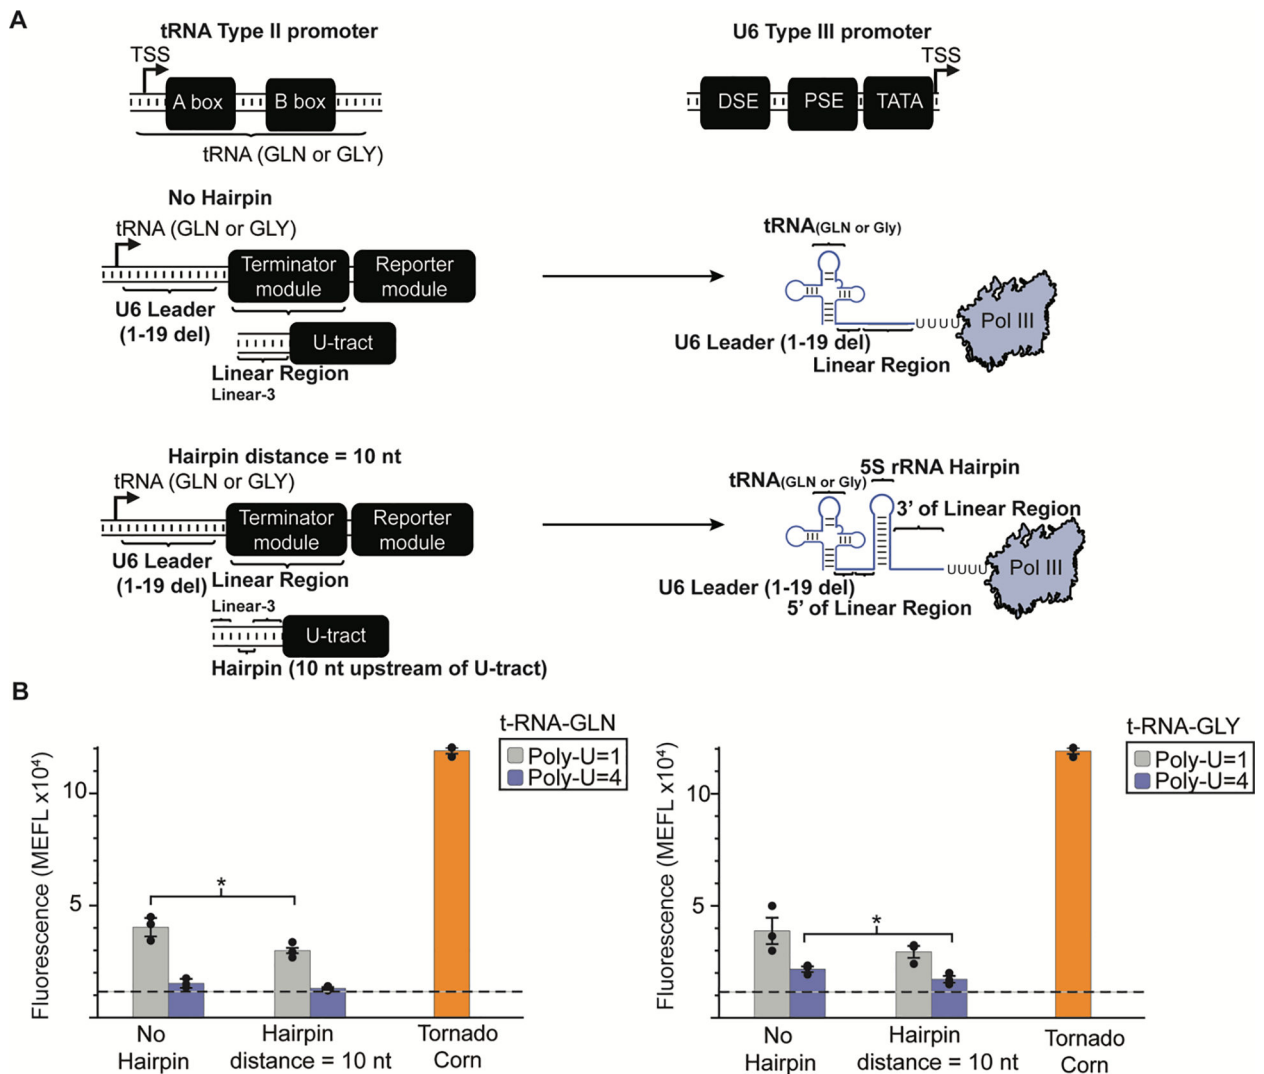 A
tRNA Type II promoter
TSS
A box
B box
tRNA (GLN or GLY)
U6 Type III promoter
TSS
DSE
PSE
TATA
No Hairpin
tRNA (GLN or GLY)
Terminator
module
Reporter
module
U6 Leader
(1-19 del)
U-tract
Linear Region
Linear-3
tRNA(GLN or Gly)
UUUU
Pol III
U6 Leader (1-19 del)
Linear Region
Hairpin distance = 10 nt
tRNA (GLN or GLY)
Terminator
module
Reporter
module
U6 Leader
(1-19 del)
Linear Region
Linear-3
U-tract
Hairpin (10 nt upstream of U-tract)
5S rRNA Hairpin
tRNA(GLN or Gly)
3' of Linear Region
UUUU
Pol III
U6 Leader (1-19 del)
5' of Linear Region
B
t-RNA-GLN
Poly-U=1
Poly-U=4
Fluorescence (MEFL x10⁴)
10
5
*
No
Hairpin
Hairpin
distance = 10 nt
Tornado
Corn
t-RNA-GLY
Poly-U=1
Poly-U=4
Fluorescence (MEFL x10⁴)
10
5
*
No
Hairpin
Hairpin
distance = 10 nt
Tornado
Corn